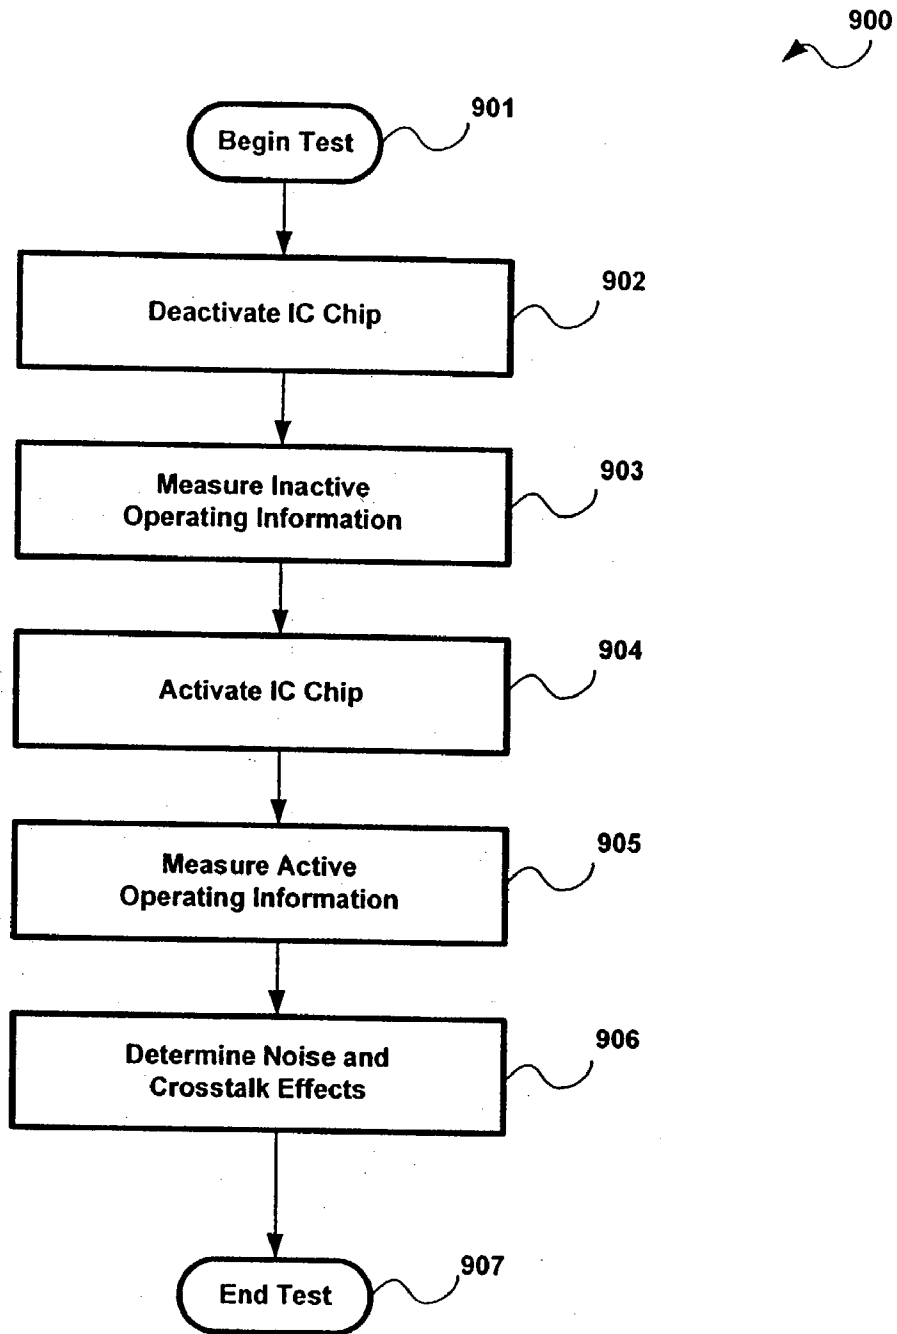 900
Begin Test
901
Deactivate IC Chip
902
Measure Inactive
Operating Information
903
Activate IC Chip
904
Measure Active
Operating Information
905
Determine Noise and
Crosstalk Effects
906
End Test
907